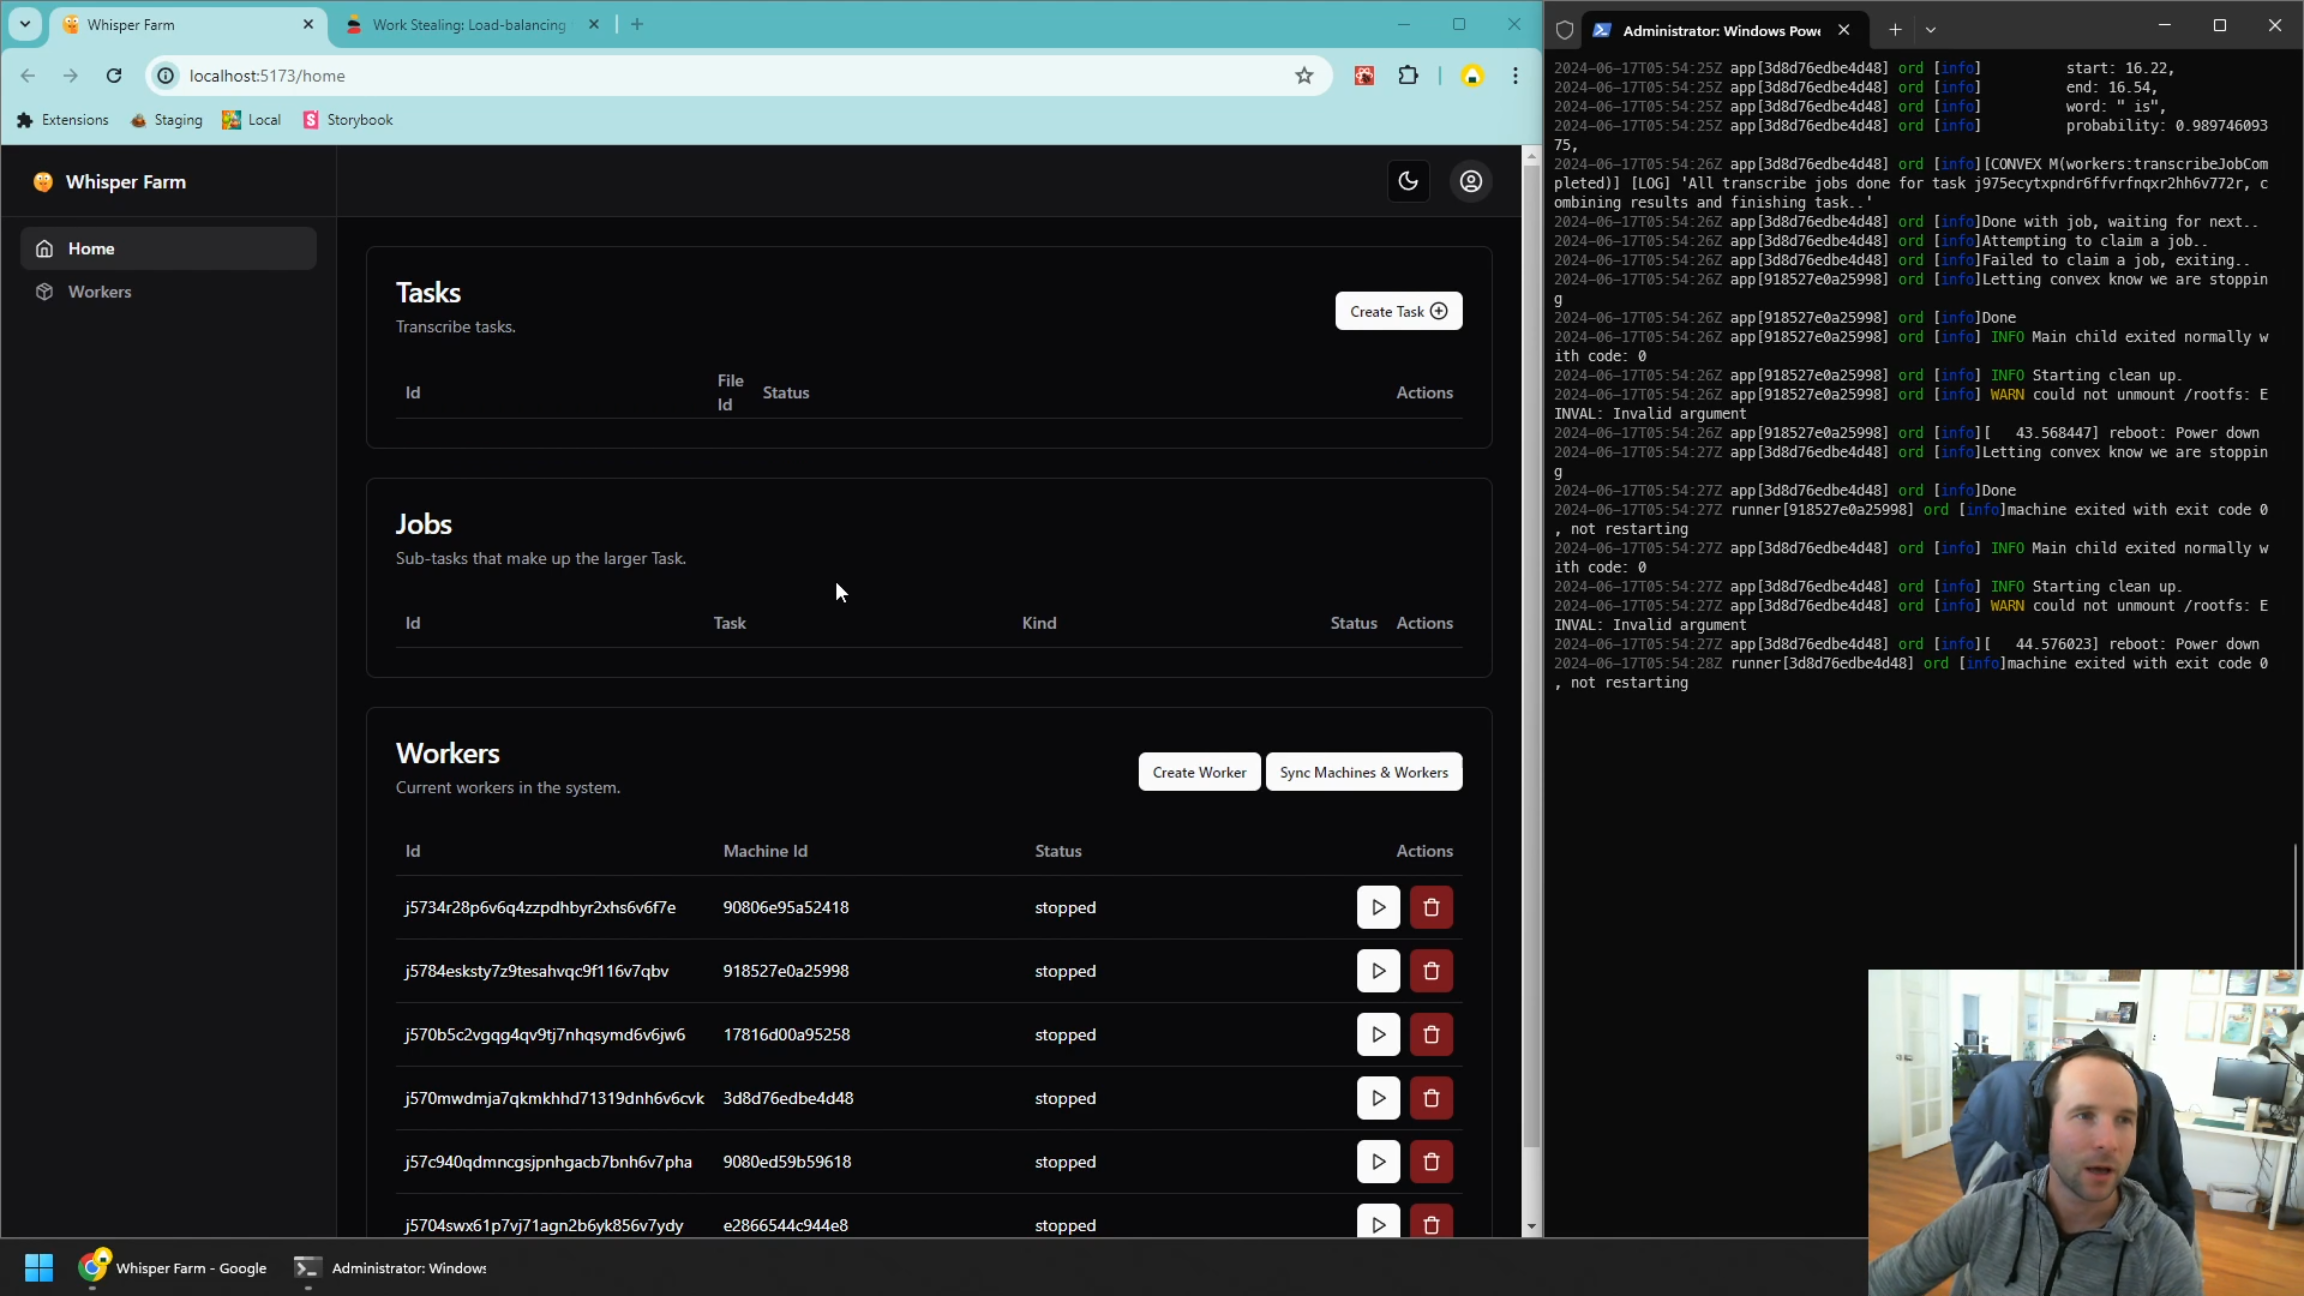 Whisper Farm
Work Stealing: Load-balancing
localhost:5173/home
Extensions
Staging
Local
Storybook
Whisper Farm
Home
Workers
Tasks
Transcribe tasks.
Create Task
Id
File Id
Status
Actions
Jobs
Sub-tasks that make up the larger Task.
Id
Task
Kind
Status
Actions
Workers
Current workers in the system.
Create Worker
Sync Machines & Workers
Id
Machine Id
Status
Actions
j5734r28p6v6q4zzpdhbyr2xhs6v6f7e 90806e95a52418 stopped
j5784esksty7z9tesahvqc9f116v7qbv 918527e0a25998 stopped
j570b5c2vgqg4qv9tj7nhqsymd6v6jw6 17816d00a95258 stopped
j570mwdmja7qkmkhhd71319dnh6v6cvk 3d8d76edbe4d48 stopped
j57c940qdmncgsjpnhgacb7bnh6v7pha 9080ed59b59618 stopped
j5704swx61p7vj71agn2b6yk856v7ydy e2866544c944e8 stopped
Administrator: Windows Powe
2024-06-17T05:54:25Z app[3d8d76edbe4d48] ord [info] start: 16.22,
2024-06-17T05:54:25Z app[3d8d76edbe4d48] ord [info] end: 16.54,
2024-06-17T05:54:25Z app[3d8d76edbe4d48] ord [info] word: " is",
2024-06-17T05:54:25Z app[3d8d76edbe4d48] ord [info] probability: 0.989746093
75,
2024-06-17T05:54:26Z app[3d8d76edbe4d48] ord [info][CONVEX M(workers:transcribeJobCom
pleted)] [LOG] 'All transcribe jobs done for task j975ecytxpndr6ffvrfnqxr2hh6v772r, c
ombining results and finishing task..'
2024-06-17T05:54:26Z app[3d8d76edbe4d48] ord [info]Done with job, waiting for next..
2024-06-17T05:54:26Z app[3d8d76edbe4d48] ord [info]Attempting to claim a job..
2024-06-17T05:54:26Z app[3d8d76edbe4d48] ord [info]Failed to claim a job, exiting..
2024-06-17T05:54:26Z app[918527e0a25998] ord [info]Letting convex know we are stoppin
g
2024-06-17T05:54:26Z app[918527e0a25998] ord [info]Done
2024-06-17T05:54:26Z app[918527e0a25998] ord [info] INFO Main child exited normally w
ith code: 0
2024-06-17T05:54:26Z app[918527e0a25998] ord [info] INFO Starting clean up.
2024-06-17T05:54:26Z app[918527e0a25998] ord [info] WARN could not unmount /rootfs: E
INVAL: Invalid argument
2024-06-17T05:54:26Z app[918527e0a25998] ord [info][ 43.568447] reboot: Power down
2024-06-17T05:54:27Z app[3d8d76edbe4d48] ord [info]Letting convex know we are stoppin
g
2024-06-17T05:54:27Z app[3d8d76edbe4d48] ord [info]Done
2024-06-17T05:54:27Z runner[918527e0a25998] ord [info]machine exited with exit code 0
, not restarting
2024-06-17T05:54:27Z app[3d8d76edbe4d48] ord [info] INFO Main child exited normally w
ith code: 0
2024-06-17T05:54:27Z app[3d8d76edbe4d48] ord [info] INFO Starting clean up.
2024-06-17T05:54:27Z app[3d8d76edbe4d48] ord [info] WARN could not unmount /rootfs: E
INVAL: Invalid argument
2024-06-17T05:54:27Z app[3d8d76edbe4d48] ord [info][ 44.576023] reboot: Power down
2024-06-17T05:54:28Z runner[3d8d76edbe4d48] ord [info]machine exited with exit code 0
, not restarting
Whisper Farm - Google
Administrator: Windows